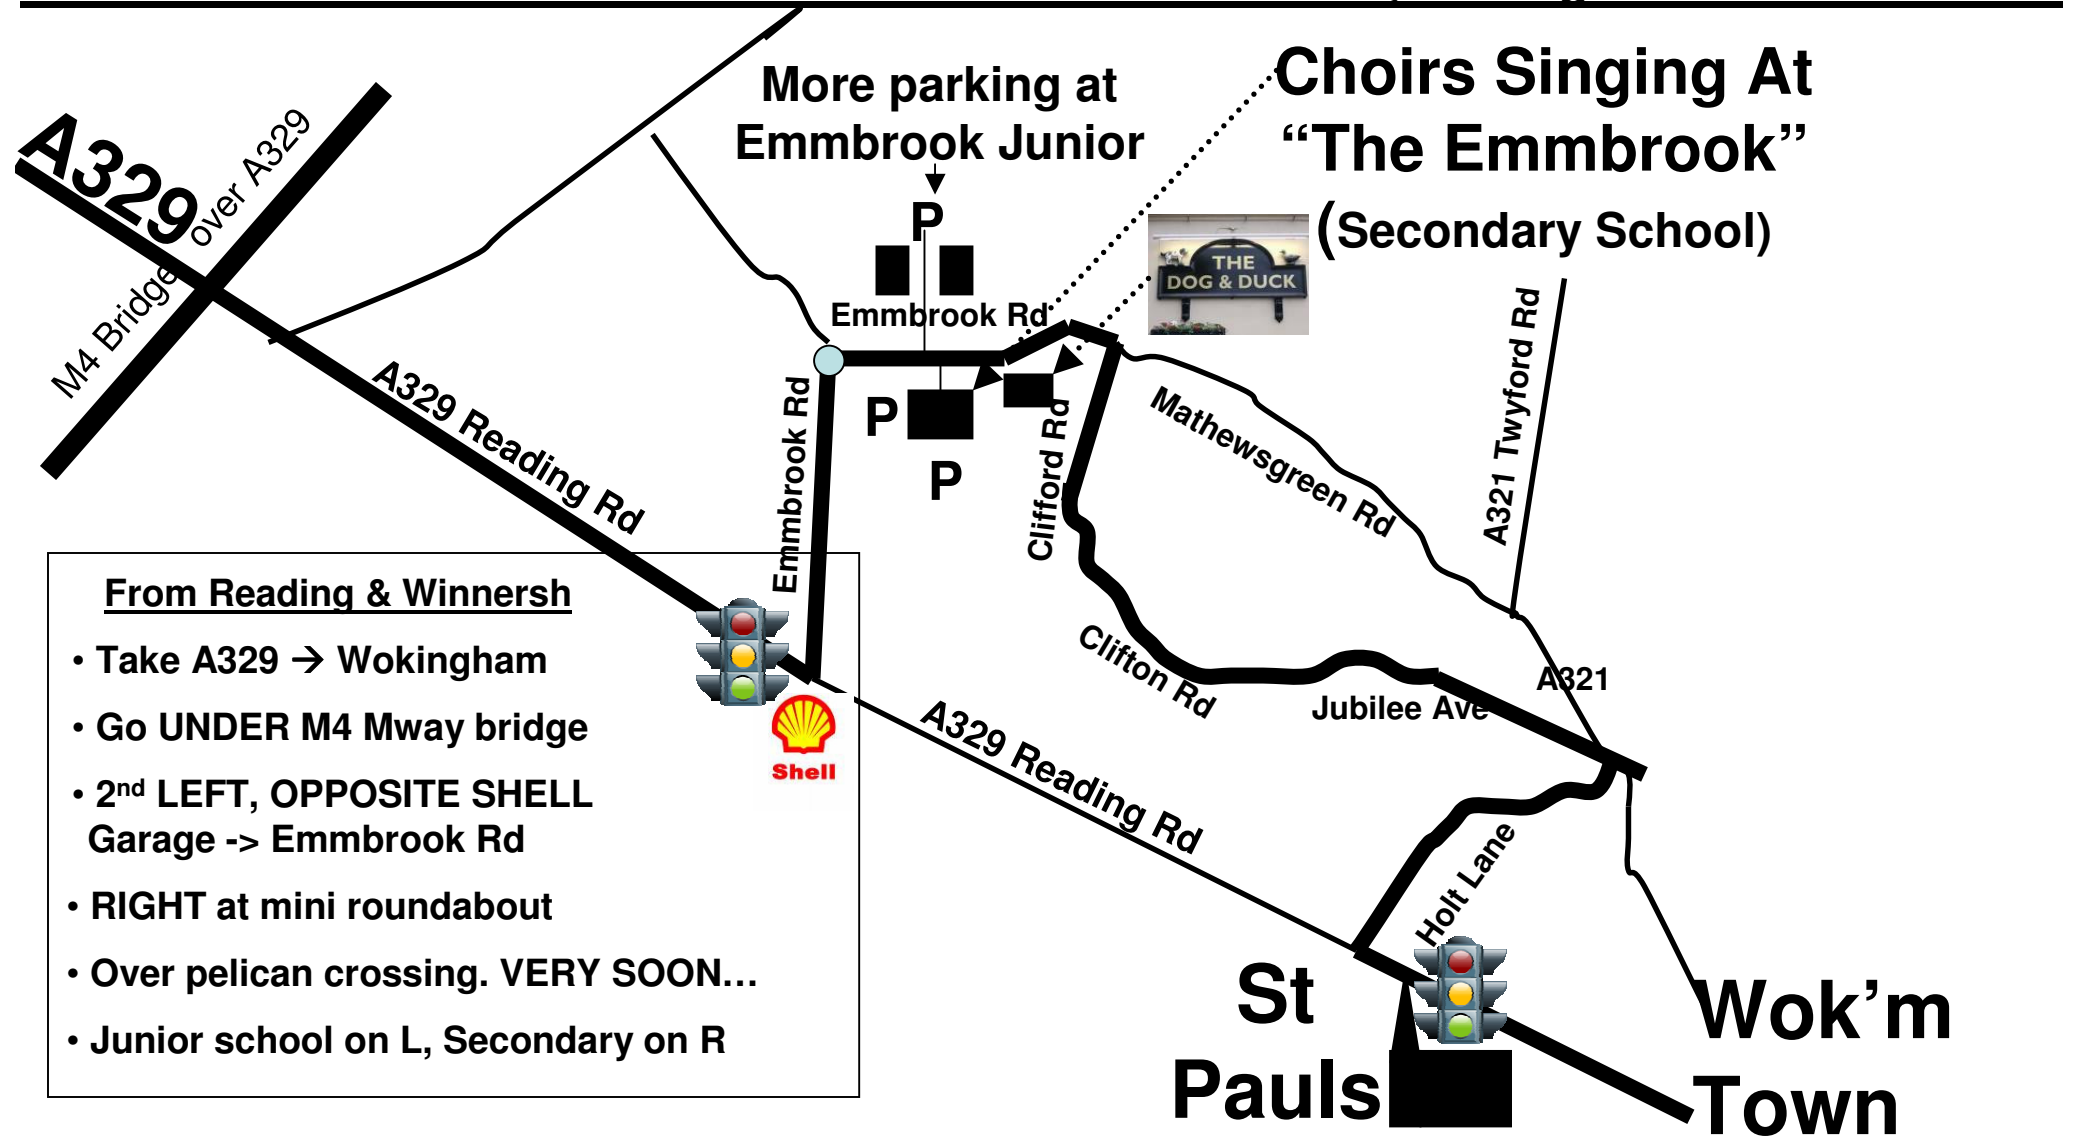 More parking at
Emmbrook Junior
P
Choirs Singing At
“The Emmbrook”
(Secondary School)
THE
DOG & DUCK
A329
over A329
M4 Bridge
Emmbrook Rd
A329 Reading Rd
Emmbrook Rd
P
P
Clifford Rd
Mathewsgreen Rd
A321 Twyford Rd
Clifton Rd
Jubilee Ave
A321
A329 Reading Rd
Holt Lane
Shell
From Reading & Winnersh
• Take A329 → Wokingham
• Go UNDER M4 Mway bridge
• 2nd LEFT, OPPOSITE SHELL
Garage -> Emmbrook Rd
• RIGHT at mini roundabout
• Over pelican crossing. VERY SOON…
• Junior school on L, Secondary on R
St
Pauls
Wok’m
Town